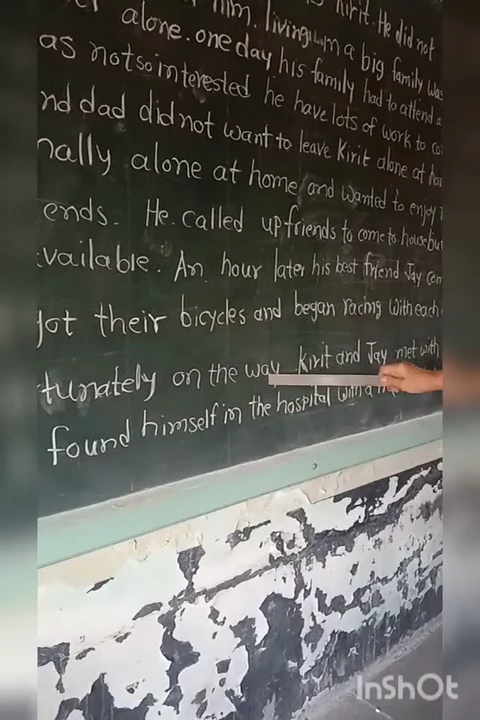 him. Kirit. He did not
alone. one day living in a big family was
as not so interested his family had to attend a
nd dad did not he have lots of work to co
nally alone want to leave Kirit alone at ho
ends. at home and wanted to enjoy
He called up friends to come to house but
vailable. An hour later his best friend Jay
got their bicycles and began racing with each
tunately on the way Kirit and Jay met with
found himself in the hospital with a
InShOt